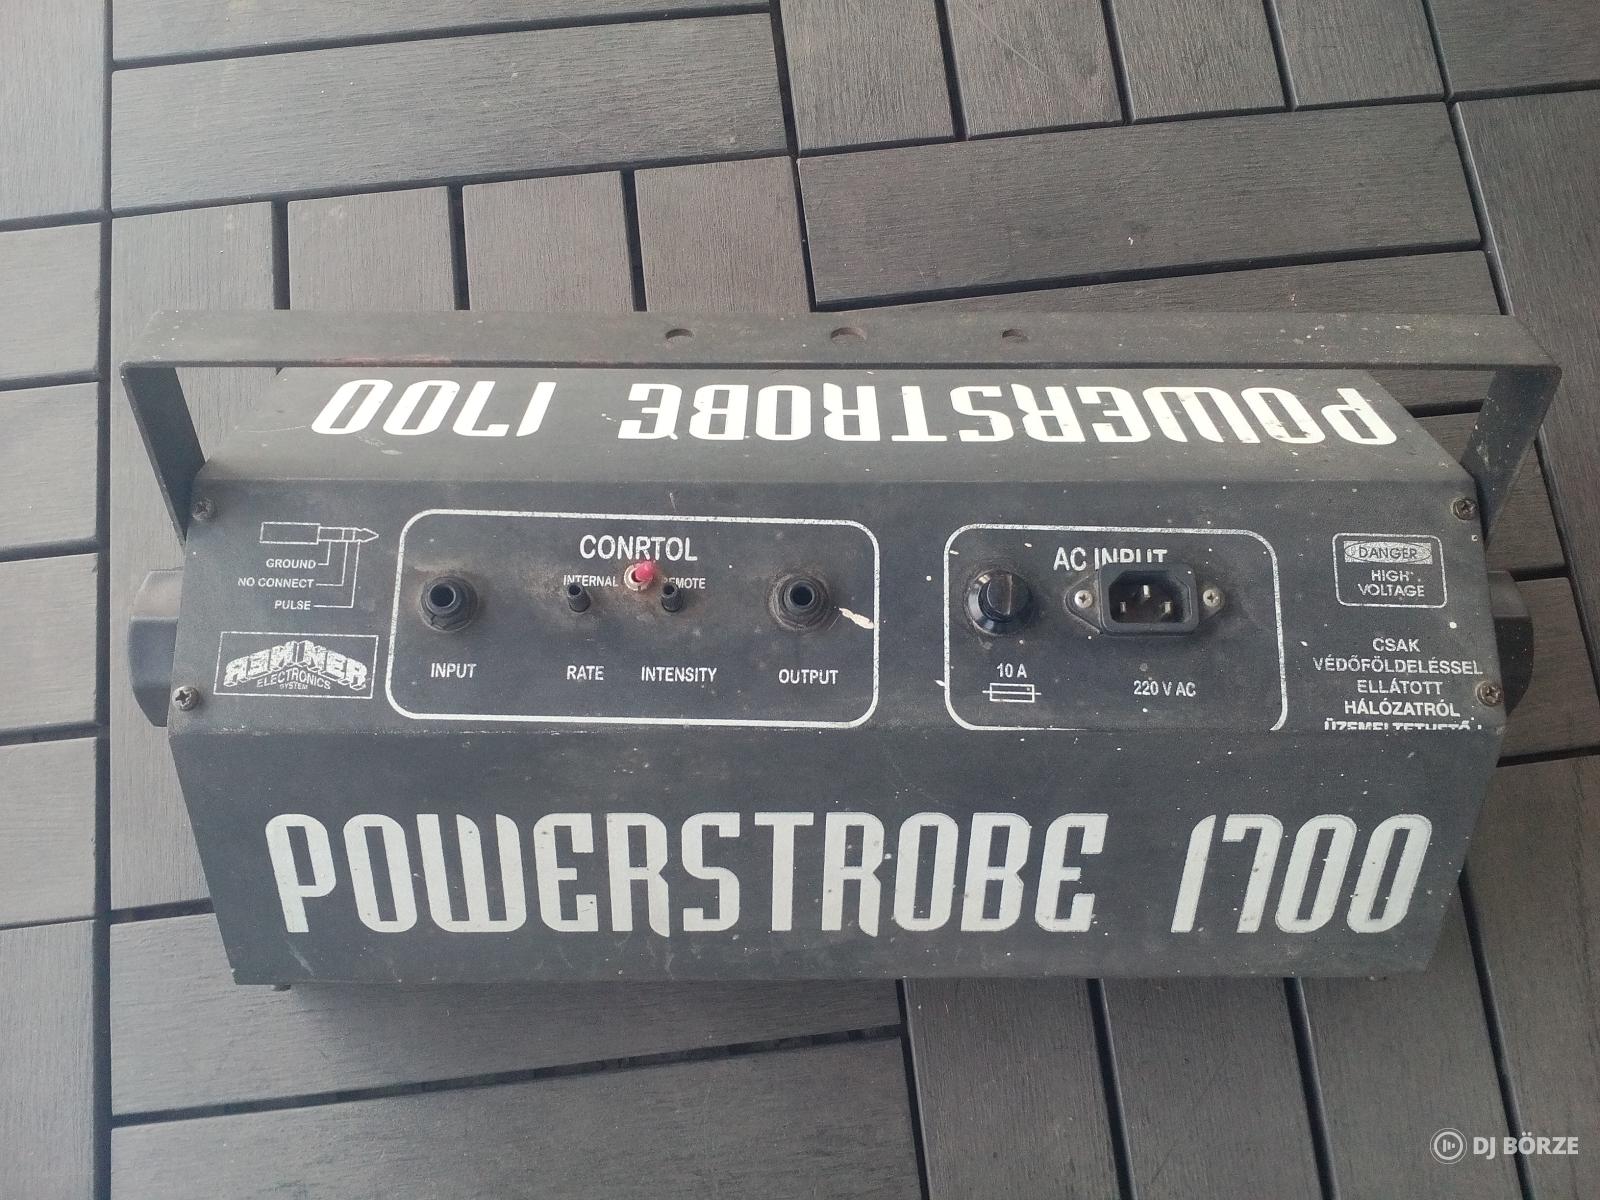 POWERSTROBE 1700
GROUND
NO CONNECT
PULSE
ELECTRONICS
SYSTEM
CONRTOL
INTERNAL REMOTE
INPUT
RATE
INTENSITY
OUTPUT
AC INPUT
10 A
220 V AC
DANGER
HIGH
VOLTAGE
CSAK
VÉDŐFÖLDELÉSSEL
ELLÁTOTT
HÁLÓZATRÓL
ÜZEMELTETHETŐ !
POWERSTROBE 1700
DJ BÖRZE